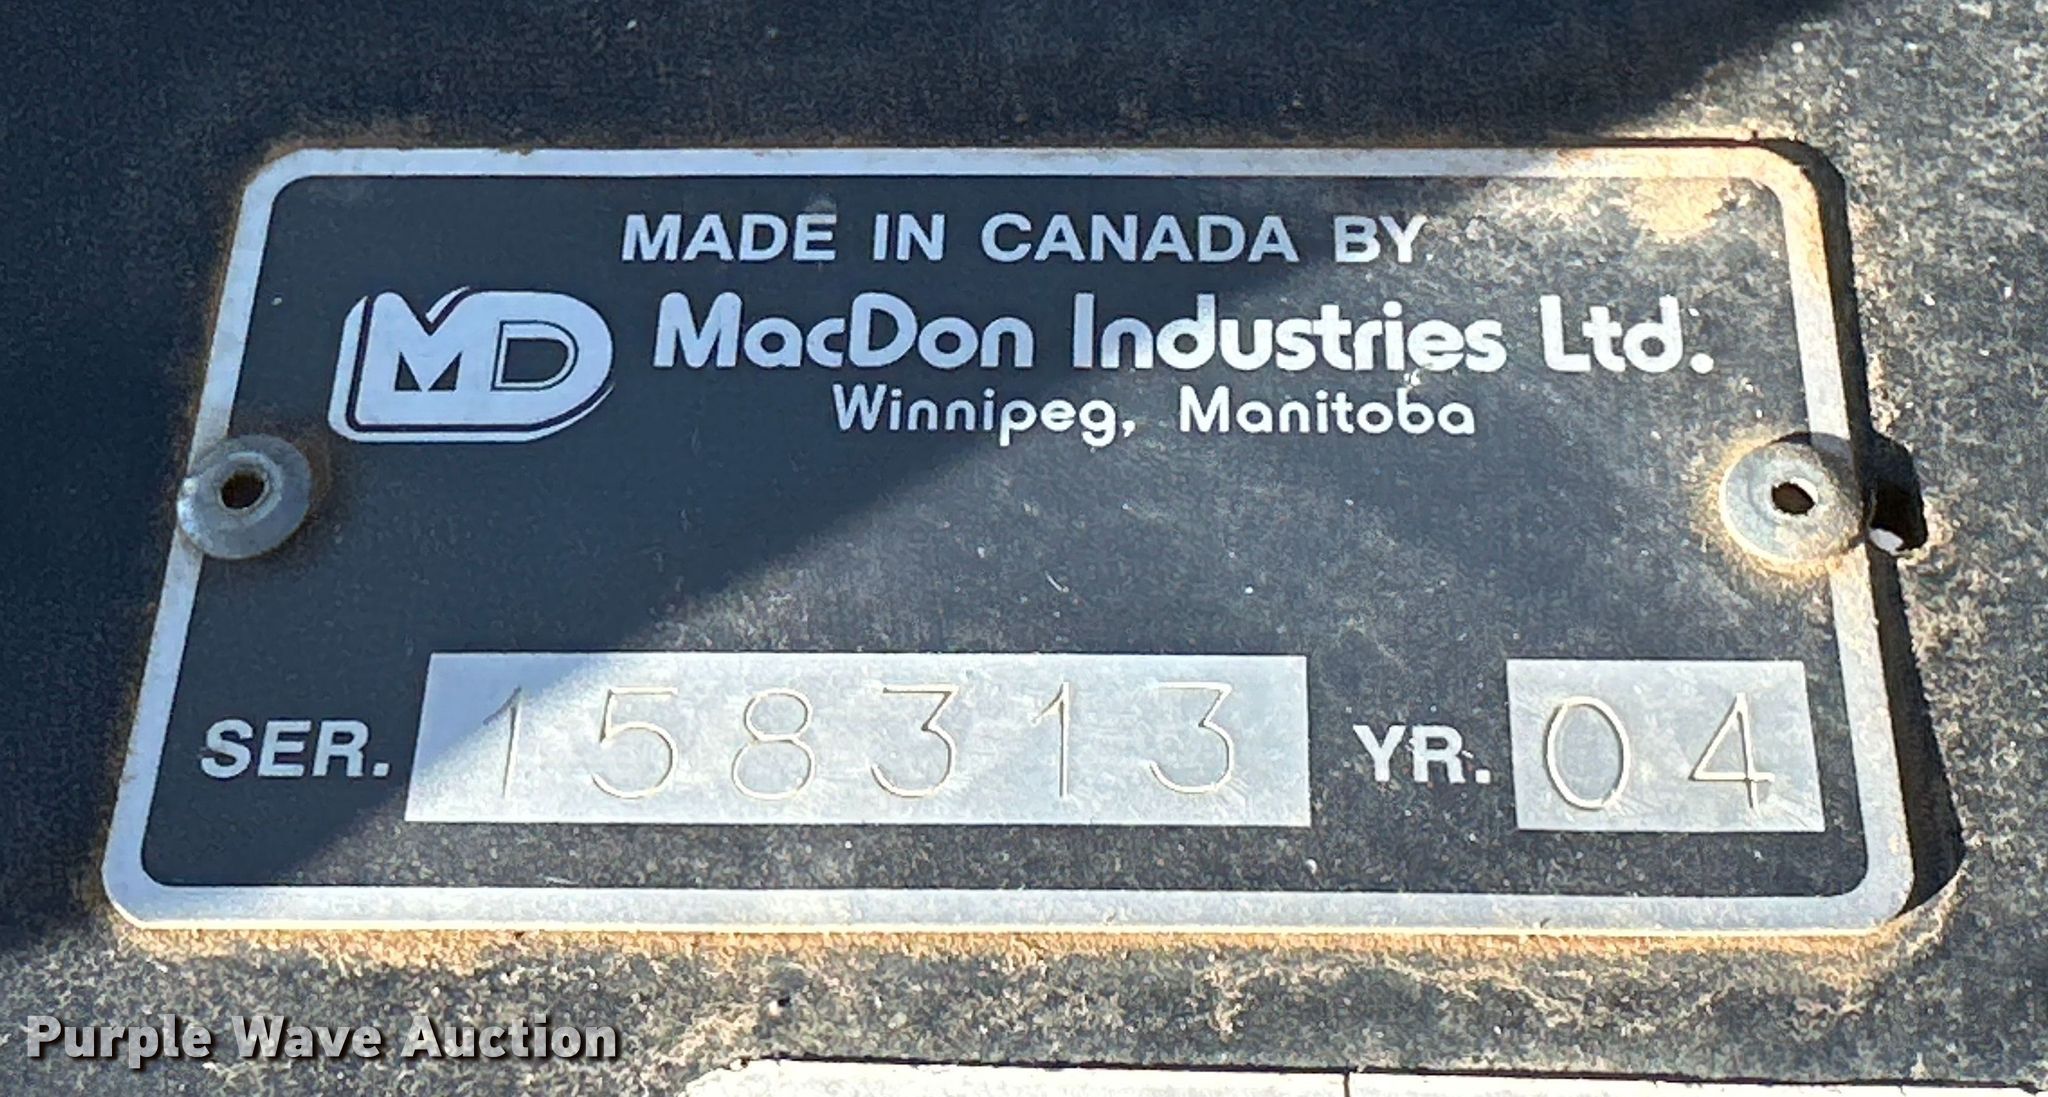 MADE IN CANADA BY
MD MacDon Industries Ltd.
Winnipeg, Manitoba
SER. 158313 YR. 04
Purple Wave Auction